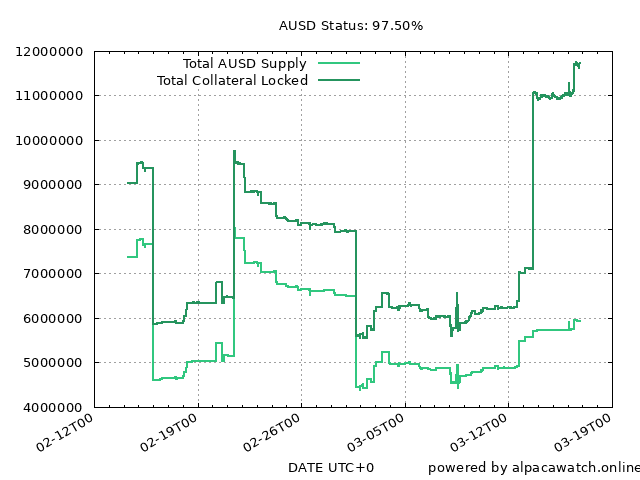 AUSD Status: 97.50%
12000000
Total AUSD Supply
Total Collateral Locked
11000000
10000000
9000000
8000000
7000000
6000000
5000000
4000000
02-12T00
02-19T00
02-26T00
03-05T00
03-12T00
03-19T00
DATE UTC+0
powered by alpacawatch.online